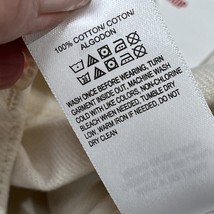 100% COTTON/ COTON/
ALGODON
WASH ONCE BEFORE WEARING, TURN
GARMENT INSIDE OUT, MACHINE WASH
COLD WITH LIKE COLORS, NON-CHLORINE
BLEACH WHEN NEEDED, TUMBLE DRY
LOW, WARM IRON IF NEEDED, DO NOT
DRY CLEAN